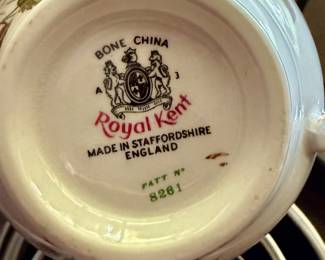 BONE CHINA
A J
Royal Kent
MADE IN STAFFORDSHIRE
ENGLAND
PATT Nº
8261